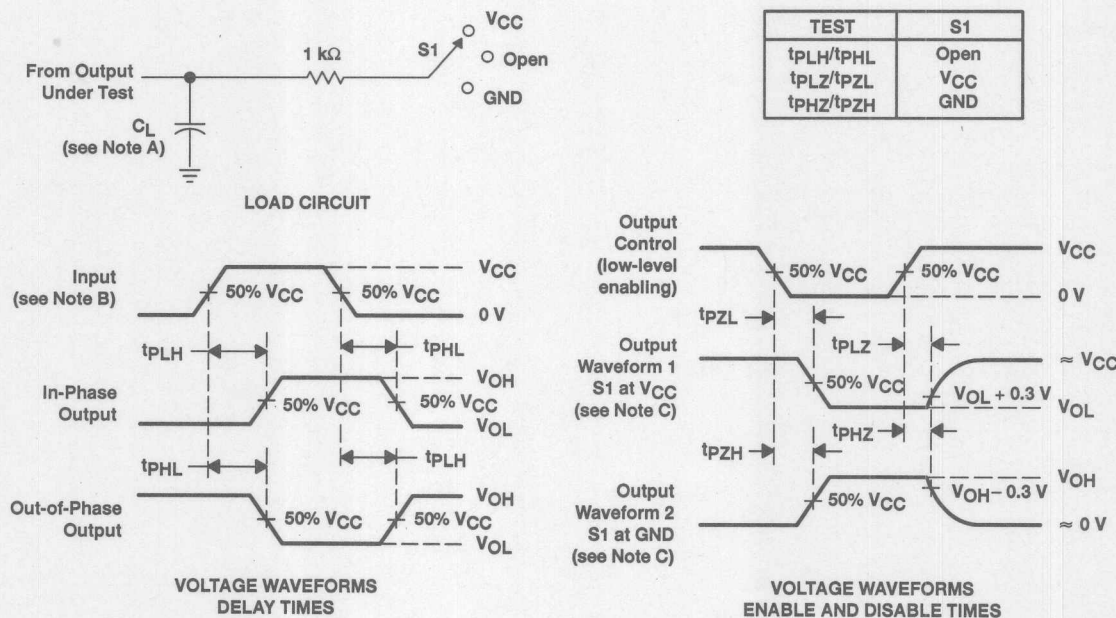 From Output
Under Test
CL
(see Note A)
1 kΩ
S1
VCC
Open
GND
LOAD CIRCUIT
TEST S1
tPLH/tPHL Open
tPLZ/tPZL VCC
tPHZ/tPZH GND
Input
(see Note B)
50% VCC
50% VCC
VCC
0 V
tPLH
tPHL
In-Phase
Output
50% VCC
50% VCC
VOH
VOL
tPHL
tPLH
Out-of-Phase
Output
50% VCC
50% VCC
VOH
VOL
VOLTAGE WAVEFORMS
DELAY TIMES
Output
Control
(low-level
enabling)
50% VCC
50% VCC
VCC
0 V
tPZL
tPLZ
Output
Waveform 1
S1 at VCC
(see Note C)
50% VCC
VOL + 0.3 V
≈ VCC
VOL
tPZH
tPHZ
Output
Waveform 2
S1 at GND
(see Note C)
50% VCC
VOH − 0.3 V
VOH
≈ 0 V
VOLTAGE WAVEFORMS
ENABLE AND DISABLE TIMES